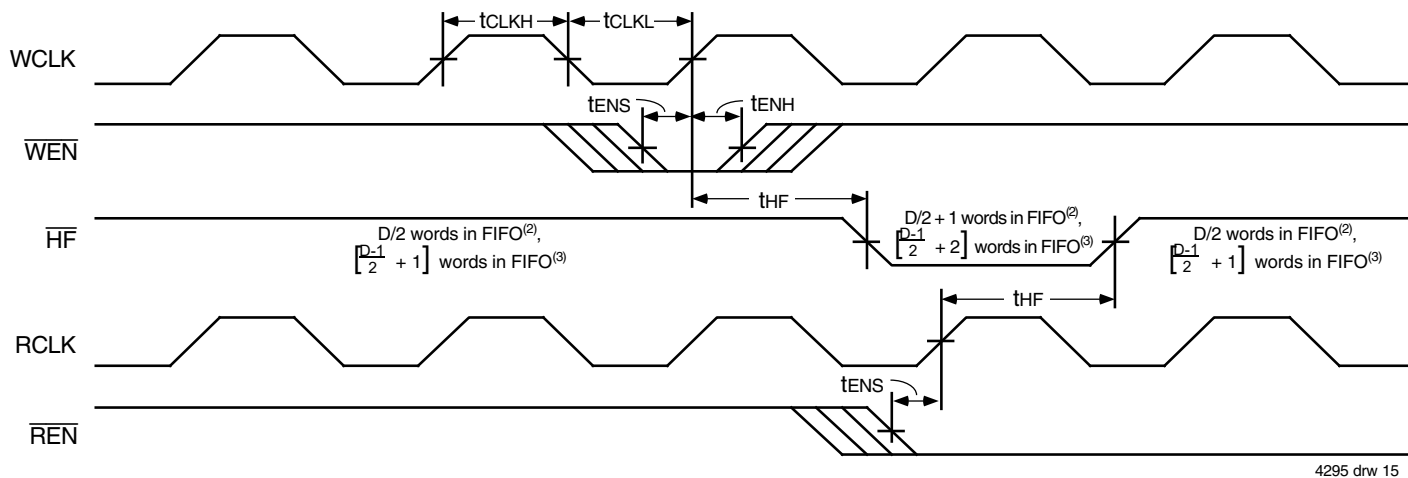 tCLKH
tCLKL
WCLK
tENS
tENH
WEN
tHF
HF
D/2 words in FIFO(2),
[D-1/2 + 1] words in FIFO(3)
D/2 + 1 words in FIFO(2),
[D-1/2 + 2] words in FIFO(3)
D/2 words in FIFO(2),
[D-1/2 + 1] words in FIFO(3)
tHF
RCLK
tENS
REN
4295 drw 15